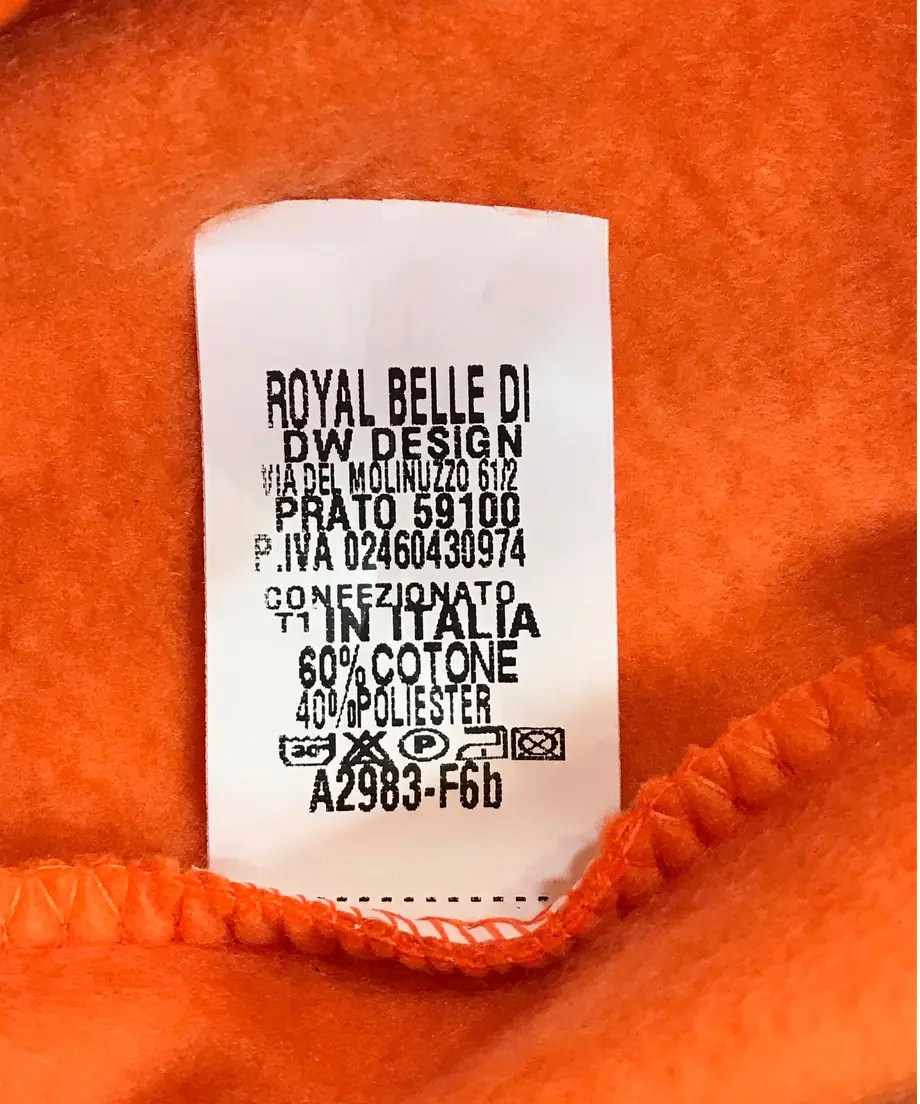 ROYAL BELLE DI
DW DESIGN
VIA DEL MOLINUZZO 61/2
PRATO 59100
P.IVA 02460430974
CONFEZIONATO
T1 IN ITALIA
60%COTONE
40%POLIESTER
30°
P
A2983-F6b